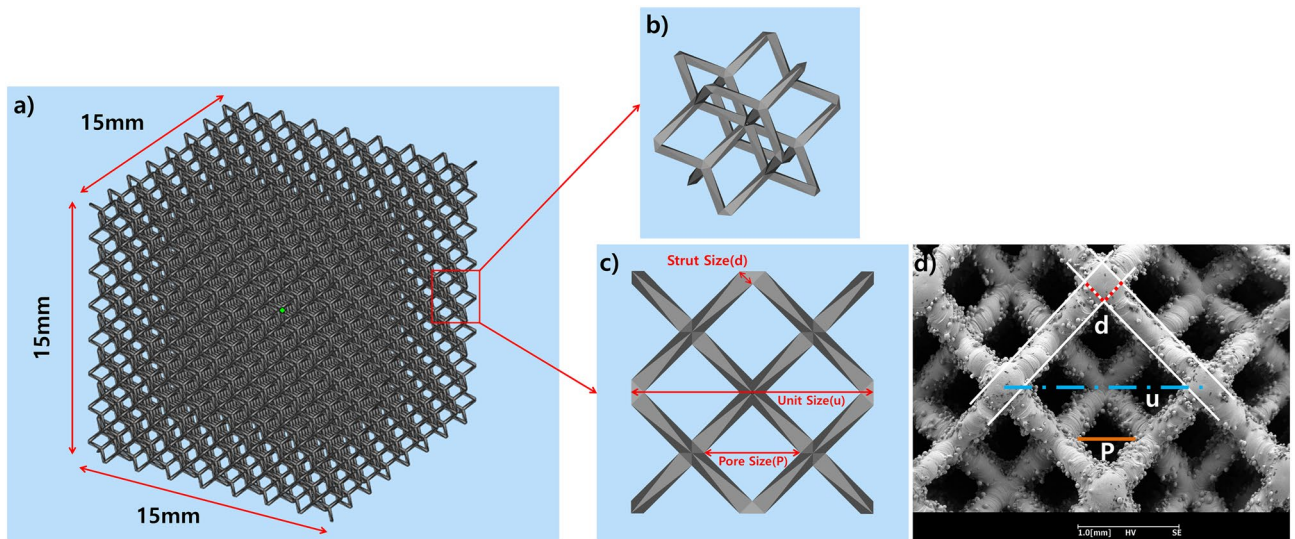 a)
15mm
15mm
15mm
b)
c)
Strut Size(d)
Unit Size(u)
Pore Size(P)
d)
d
u
P
1.0[mm] HV SE